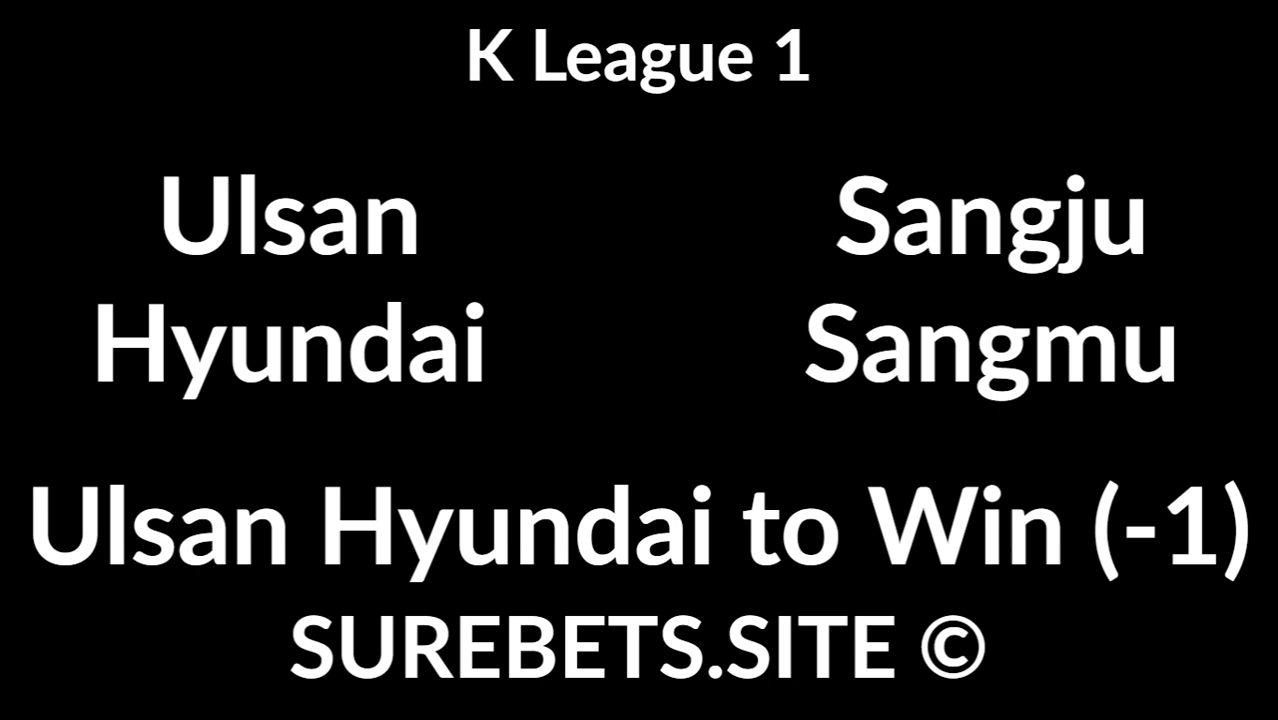 K League 1
Ulsan Hyundai
Sangju Sangmu
Ulsan Hyundai to Win (-1)
SUREBETS.SITE ©